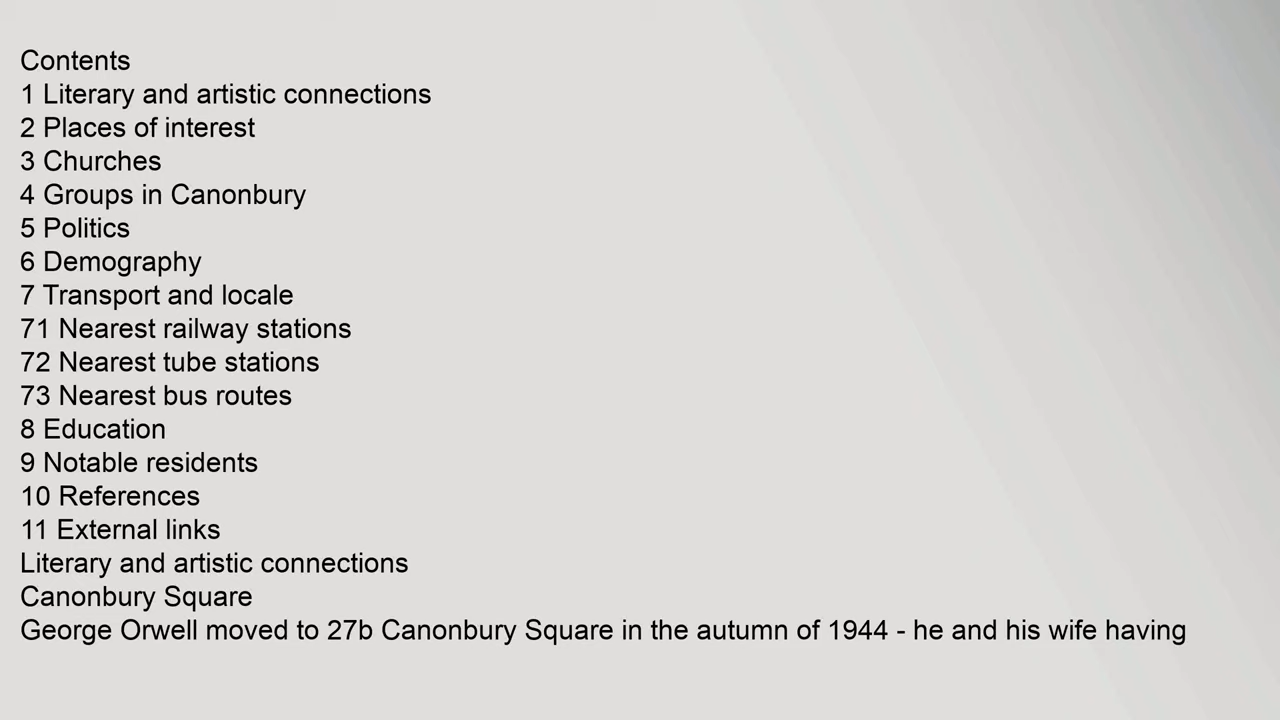 Contents
1 Literary and artistic connections
2 Places of interest
3 Churches
4 Groups in Canonbury
5 Politics
6 Demography
7 Transport and locale
71 Nearest railway stations
72 Nearest tube stations
73 Nearest bus routes
8 Education
9 Notable residents
10 References
11 External links
Literary and artistic connections
Canonbury Square
George Orwell moved to 27b Canonbury Square in the autumn of 1944 - he and his wife having